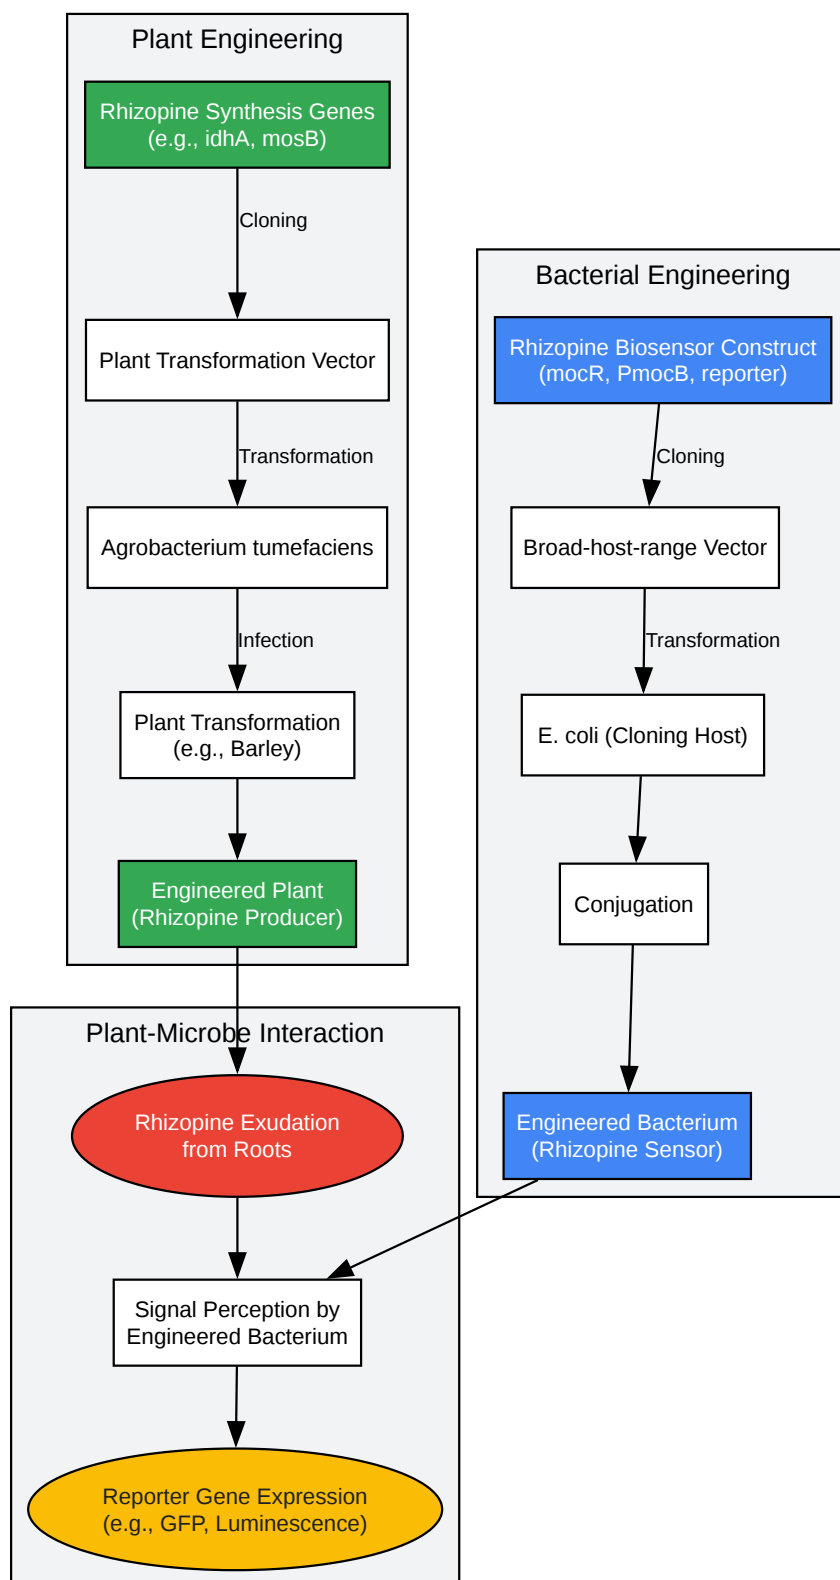 Plant Engineering
Rhizopine Synthesis Genes
(e.g., idhA, mosB)
Cloning
Plant Transformation Vector
Transformation
Agrobacterium tumefaciens
Infection
Plant Transformation
(e.g., Barley)
Engineered Plant
(Rhizopine Producer)
Bacterial Engineering
Rhizopine Biosensor Construct
(mocR, PmocB, reporter)
Cloning
Broad-host-range Vector
Transformation
E. coli (Cloning Host)
Conjugation
Engineered Bacterium
(Rhizopine Sensor)
Plant-Microbe Interaction
Rhizopine Exudation
from Roots
Signal Perception by
Engineered Bacterium
Reporter Gene Expression
(e.g., GFP, Luminescence)